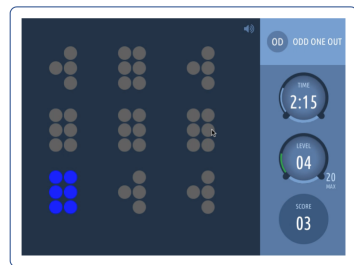 OD ODD ONE OUT
TIME
2:15
LEVEL
04
20
MAX
SCORE
03